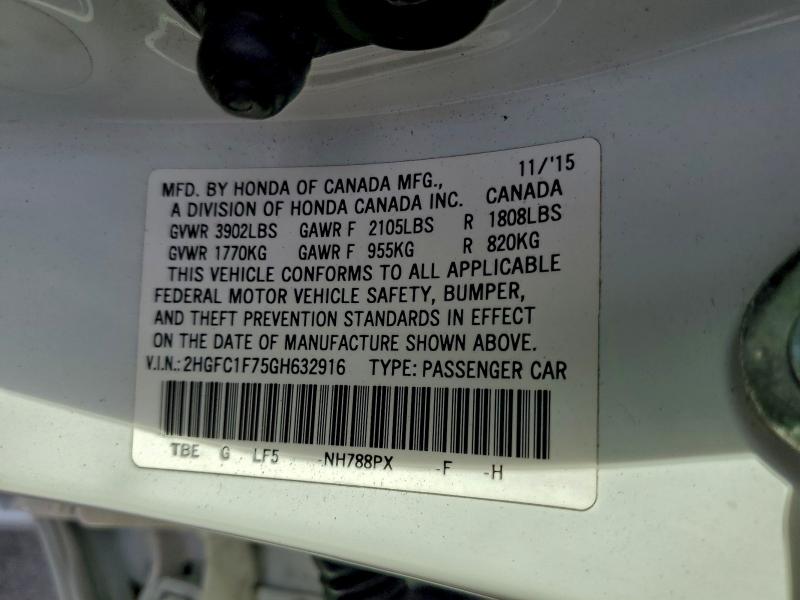 11/'15
MFD. BY HONDA OF CANADA MFG., CANADA
A DIVISION OF HONDA CANADA INC.
GVWR 3902LBS GAWR F 2105LBS R 1808LBS
GVWR 1770KG GAWR F 955KG R 820KG
THIS VEHICLE CONFORMS TO ALL APPLICABLE
FEDERAL MOTOR VEHICLE SAFETY, BUMPER,
AND THEFT PREVENTION STANDARDS IN EFFECT
ON THE DATE OF MANUFACTURE SHOWN ABOVE.
V.I.N.: 2HGFC1F75GH632916 TYPE: PASSENGER CAR
TBE G LF5 -NH788PX -F -H